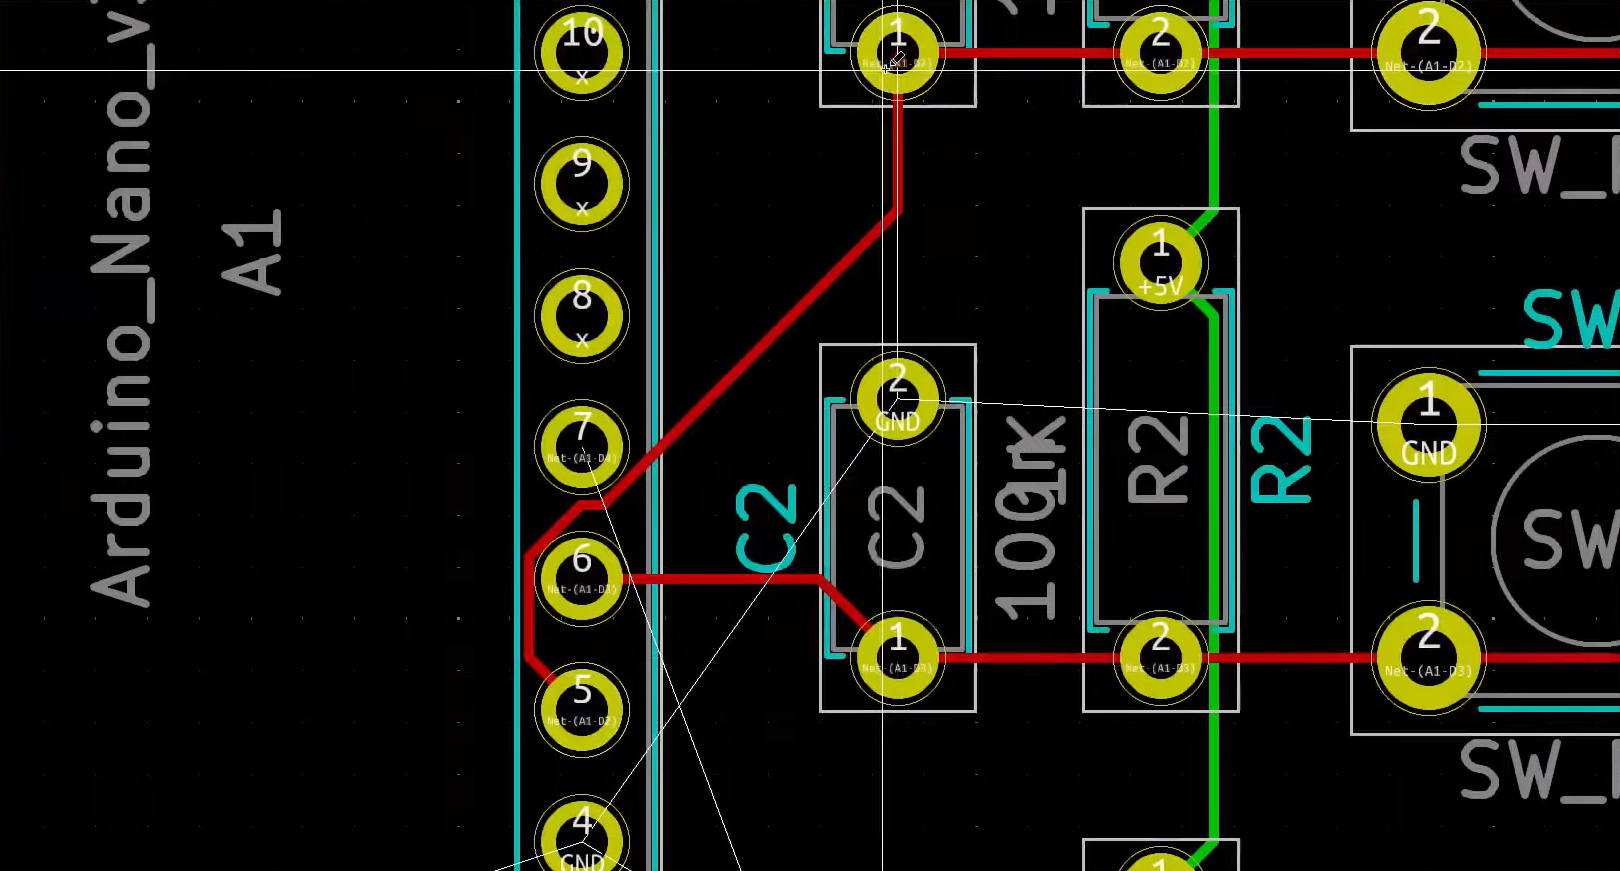 Arduino_Nano_v
A1
10
x
9
x
8
x
7
Net-(A1-D4)
6
Net-(A1-D3)
5
Net-(A1-D2)
4
GND
1
Net-(A1-D2)
2
Net-(A1-D2)
2
Net-(A1-D2)
SW_
1
+5V
2
GND
C2
C2
1
Net-(A1-D3)
R2
R2
2
Net-(A1-D3)
SW
1
GND
SW
2
Net-(A1-D3)
SW_
1